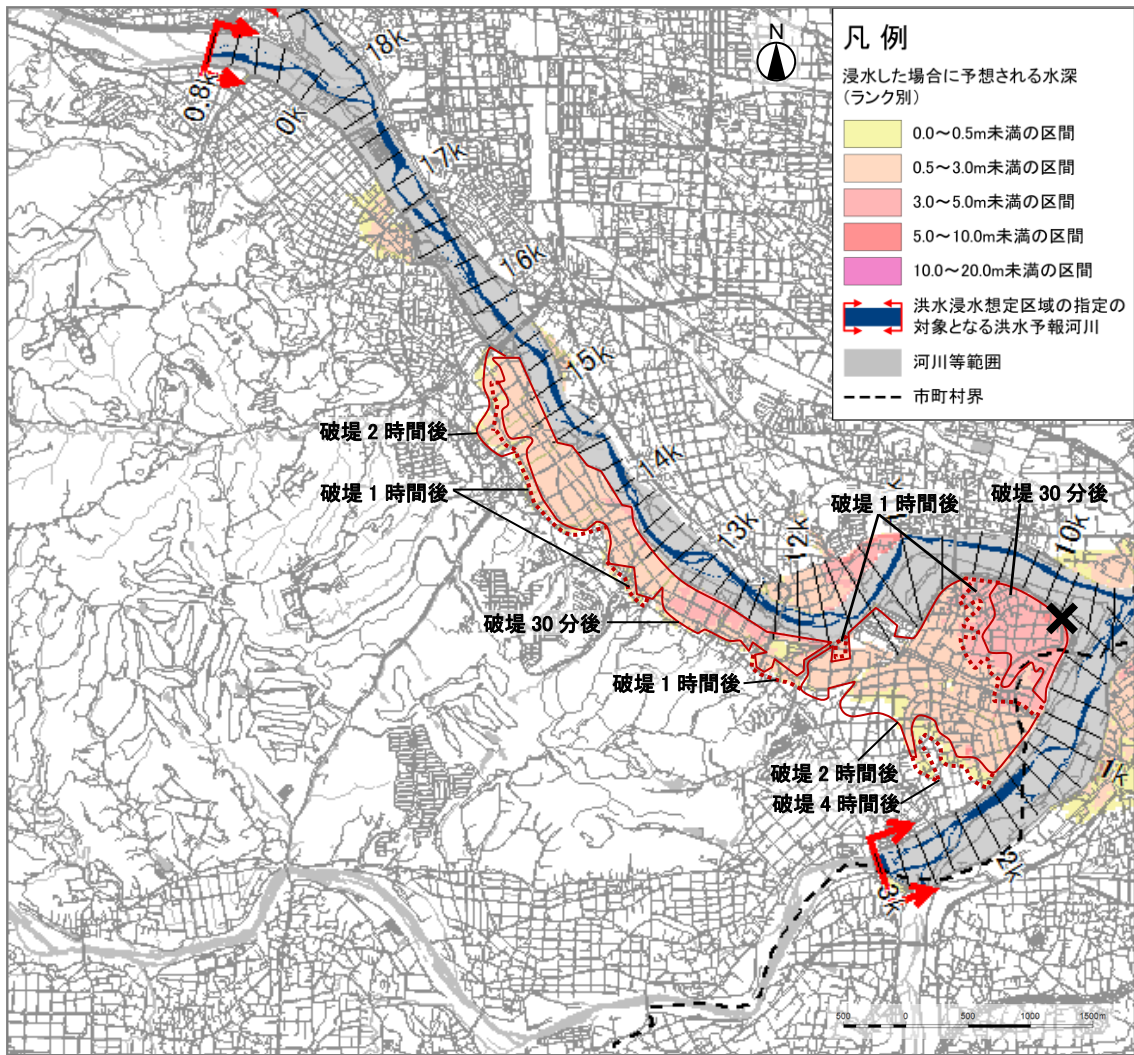 凡 例
浸水した場合に予想される水深
(ランク別)
0.0～0.5m未満の区間
0.5～3.0m未満の区間
3.0～5.0m未満の区間
5.0～10.0m未満の区間
10.0～20.0m未満の区間
洪水浸水想定区域の指定の
対象となる洪水予報河川
河川等範囲
市町村界
N
18k
0.8k
0k
17k
16k
15k
破堤 2 時間後
14k
破堤 1 時間後
破堤 1 時間後
破堤 30 分後
13k
12k
10k
破堤 30 分後
破堤 1 時間後
破堤 2 時間後
1k
破堤 4 時間後
2k
3k
500 0 500 1000 1500m